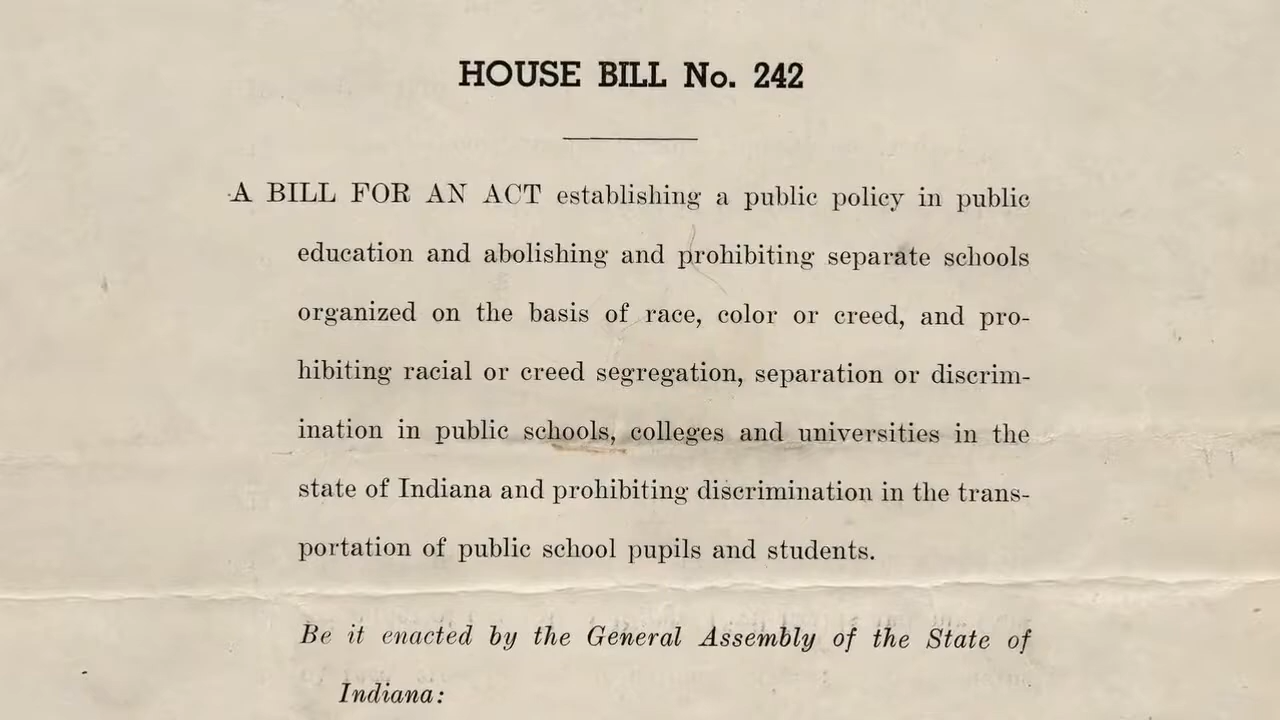 HOUSE BILL No. 242
A BILL FOR AN ACT establishing a public policy in public
education and abolishing and prohibiting separate schools
organized on the basis of race, color or creed, and pro-
hibiting racial or creed segregation, separation or discrim-
ination in public schools, colleges and universities in the
state of Indiana and prohibiting discrimination in the trans-
portation of public school pupils and students.
Be it enacted by the General Assembly of the State of
Indiana: